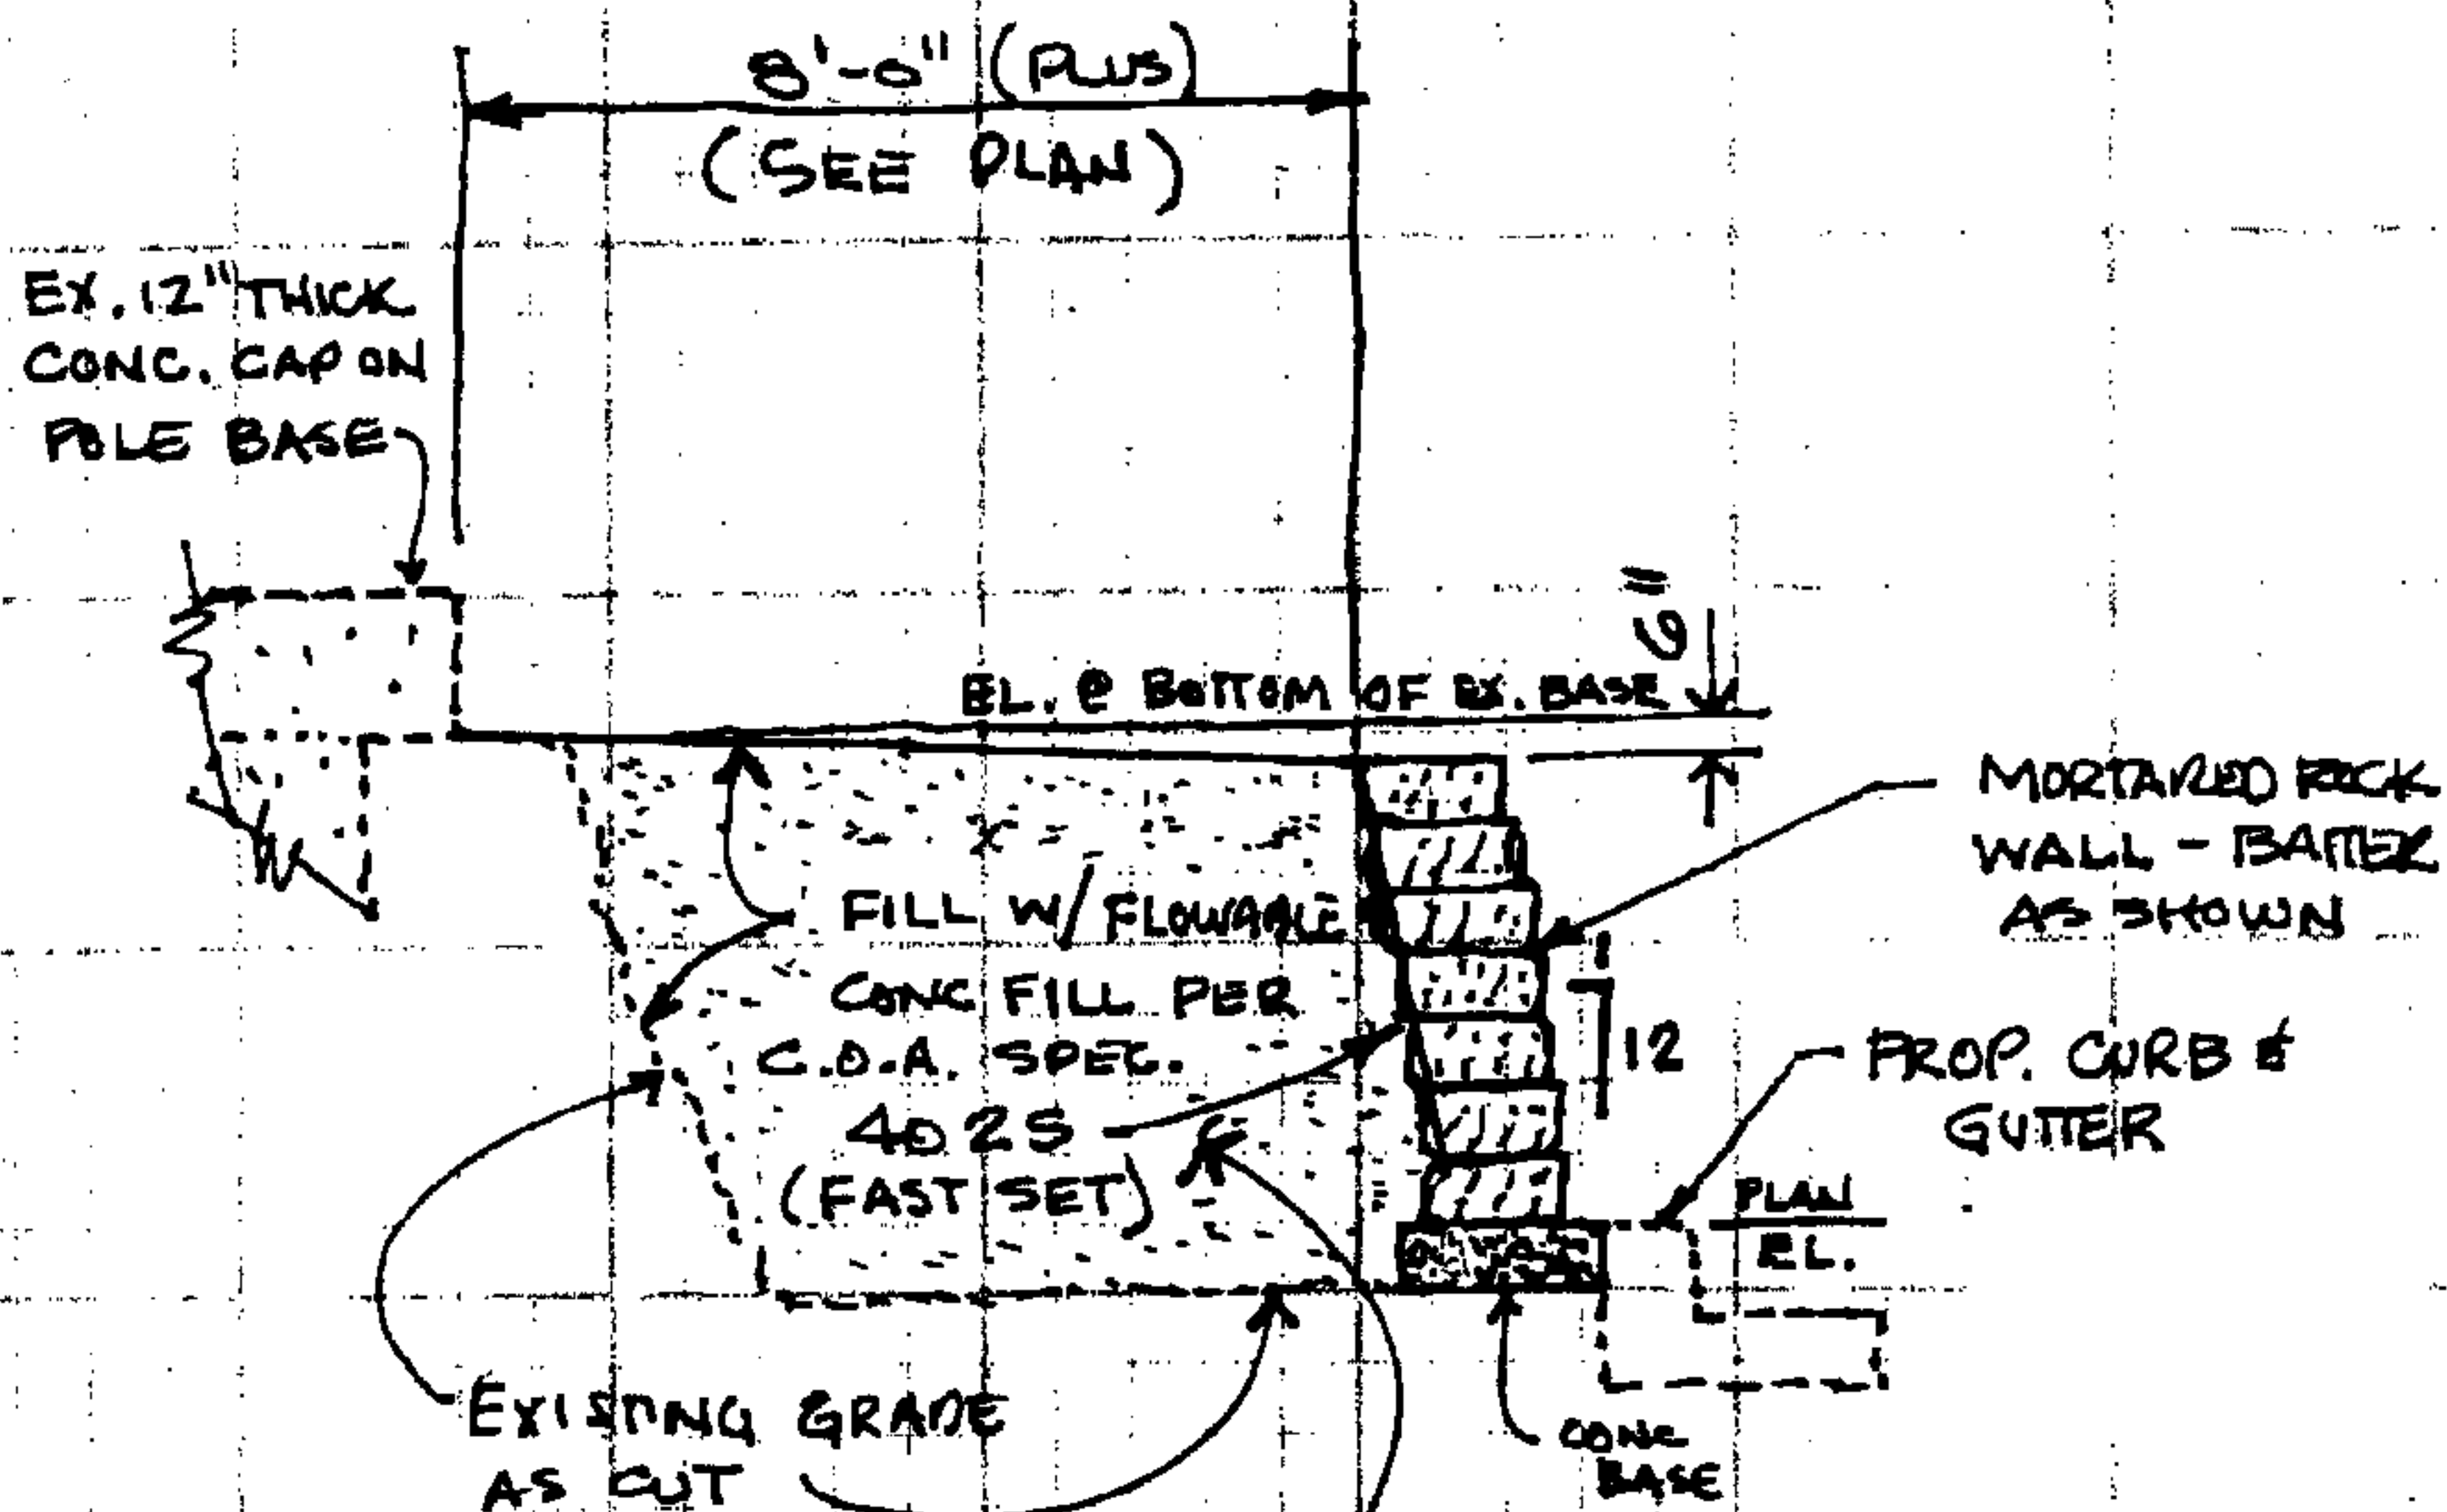 8'-0" (PLUS)
(SEE PLAN)
EX. 12" THICK
CONC. CAP ON
POLE BASE
EL. @ BOTTOM OF EX. BASE
MORTARED ROCK
WALL - BATTER
AS SHOWN
FILL W/ FLOWABLE
CONC FILL PER
C.O.A. SPEC.
402S
(FAST SET)
12
PROP. CURB &
GUTTER
PLAN
EL.
EXISTING GRADE
AS CUT
CONC
BASE